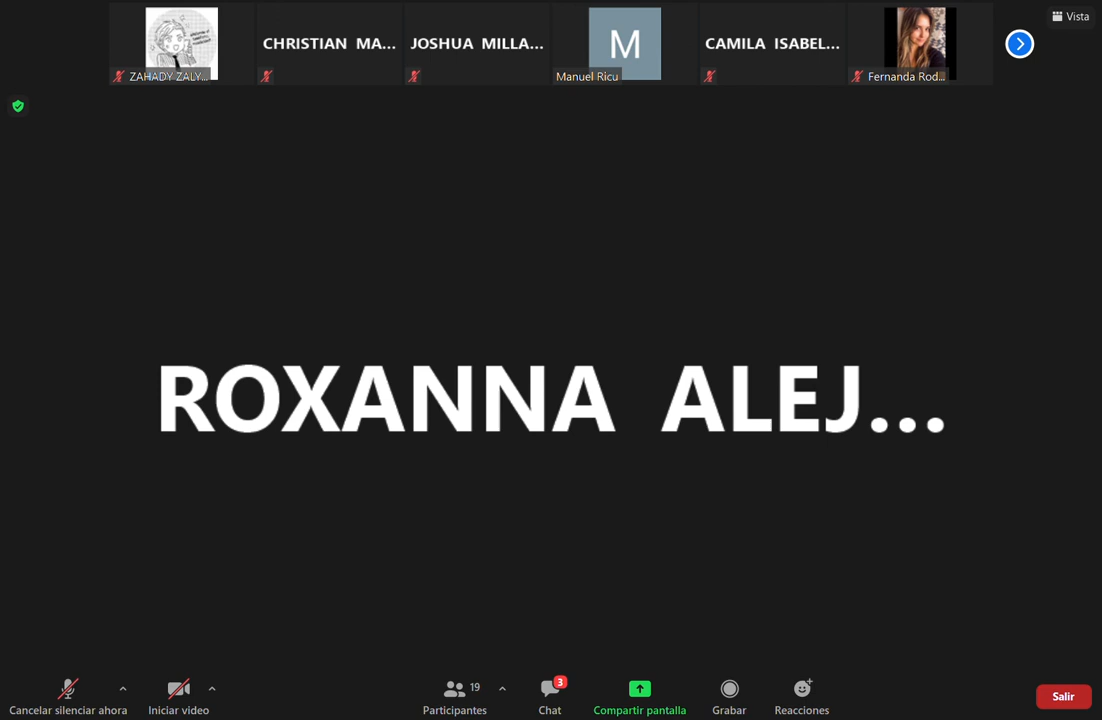 CHRISTIAN MA...
JOSHUA MILLA...
M
CAMILA ISABEL...
ZAHADY ZALY...
Manuel Ricu
Fernanda Rod...
Vista
ROXANNA ALEJ...
19
3
Cancelar silenciar ahora
Iniciar video
Participantes
Chat
Compartir pantalla
Grabar
Reacciones
Salir